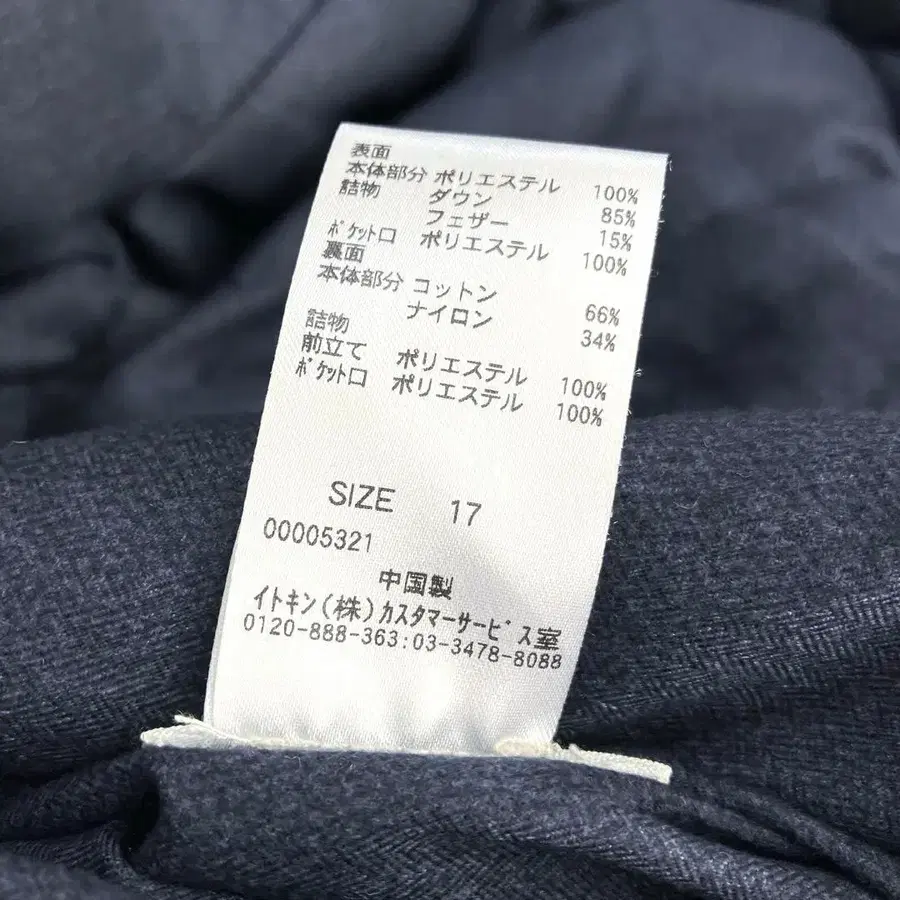 表面
本体部分 ポリエステル 100%
詰物 ダウン 85%
フェザー 15%
ﾎﾟｹｯﾄ口 ポリエステル 100%
裏面
本体部分 コットン 66%
ナイロン 34%
詰物
前立て ポリエステル 100%
ﾎﾟｹｯﾄ口 ポリエステル 100%
SIZE 17
00005321
中国製
イトキン(株)ｶｽﾀﾏｰｻｰﾋﾞｽ室
0120-888-363:03-3478-8088